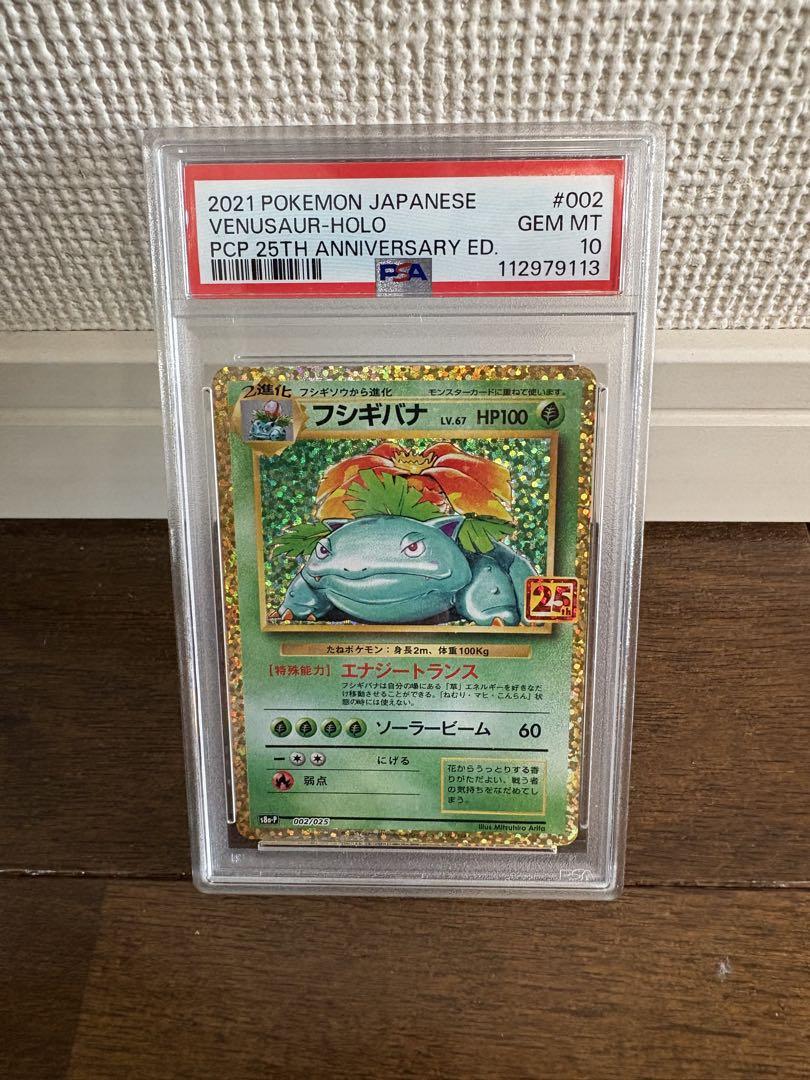 2021 POKEMON JAPANESE #002
VENUSAUR-HOLO GEM MT
PCP 25TH ANNIVERSARY ED. 10
PSA 112979113
2進化 フシギソウから進化 モンスターカードに重ねて使います。
フシギバナ LV.67 HP100
25th
たねポケモン：身長2m、体重100Kg
[特殊能力] エナジートランス
フシギバナは自分の場にある「草」エネルギーを好きなだ
け移動させることができる。「ねむり・マヒ・こんらん」状
態の時には使えない。
ソーラービーム 60
にげる
弱点
花からうっとりする香
りがただよい、戦う者
の気持ちをなだめてし
まう。
s8a-P 002/025 Illus Mitsuhiro Arita
PSA